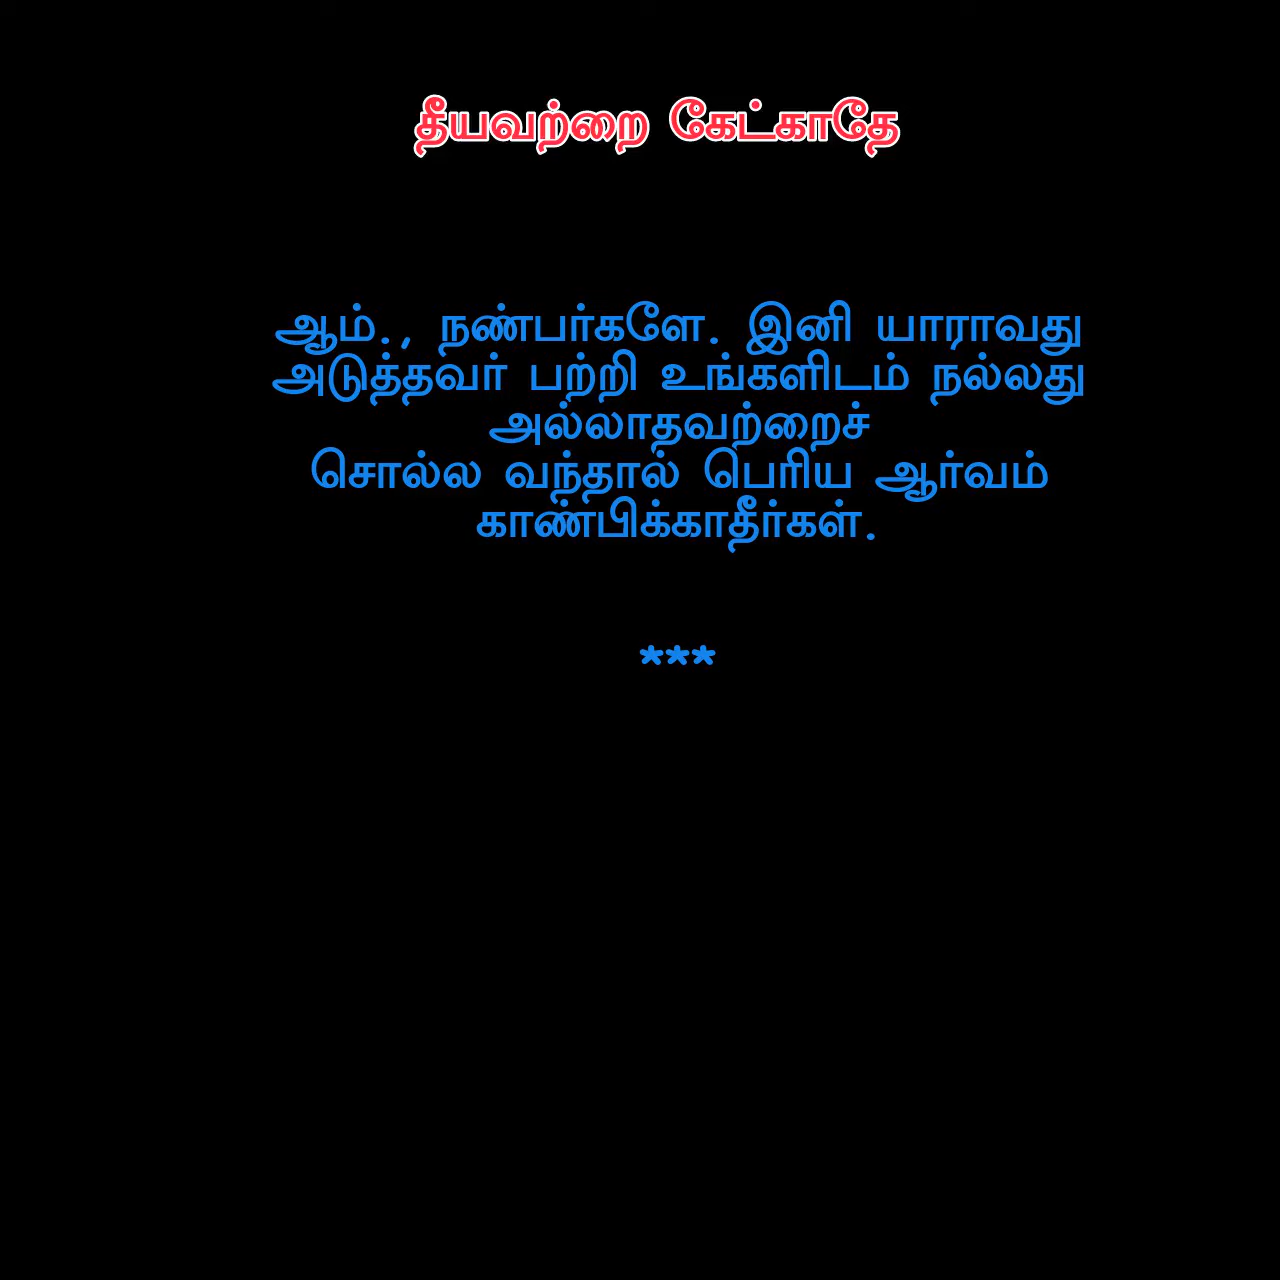 தீயவற்றை கேட்காதே
ஆம்., நண்பர்களே. இனி யாராவது
அடுத்தவர் பற்றி உங்களிடம் நல்லது
அல்லாதவற்றைச்
சொல்ல வந்தால் பெரிய ஆர்வம்
காண்பிக்காதீர்கள்.
***